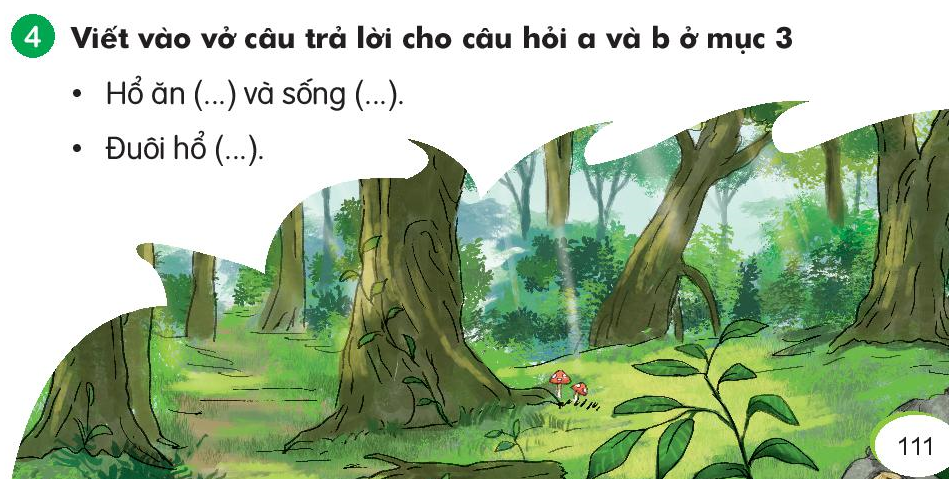 4 Viết vào vở câu trả lời cho câu hỏi a và b ở mục 3
• Hổ ăn (...) và sống (...).
• Đuôi hổ (...).
111